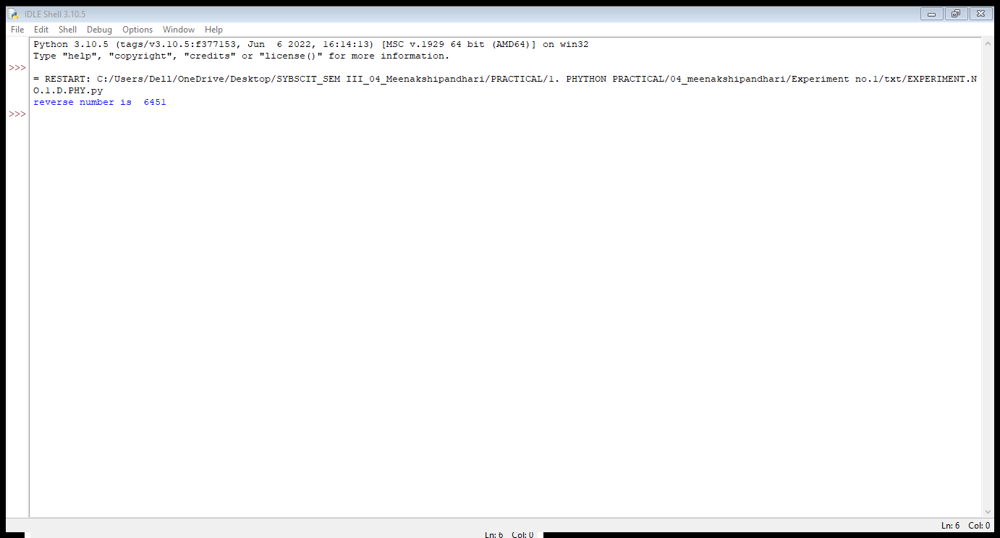 IDLE Shell 3.10.5
File Edit Shell Debug Options Window Help
Python 3.10.5 (tags/v3.10.5:f377153, Jun  6 2022, 16:14:13) [MSC v.1929 64 bit (AMD64)] on win32
Type "help", "copyright", "credits" or "license()" for more information.
>>>
= RESTART: C:/Users/Dell/OneDrive/Desktop/SYBSCIT_SEM III_04_Meenakshipandhari/PRACTICAL/1. PHYTHON PRACTICAL/04_meenakshipandhari/Experiment no.1/txt/EXPERIMENT.N
O.1.D.PHY.py
reverse number is  6451
>>>
Ln: 6 Col: 0
Ln: 6 Col: 0